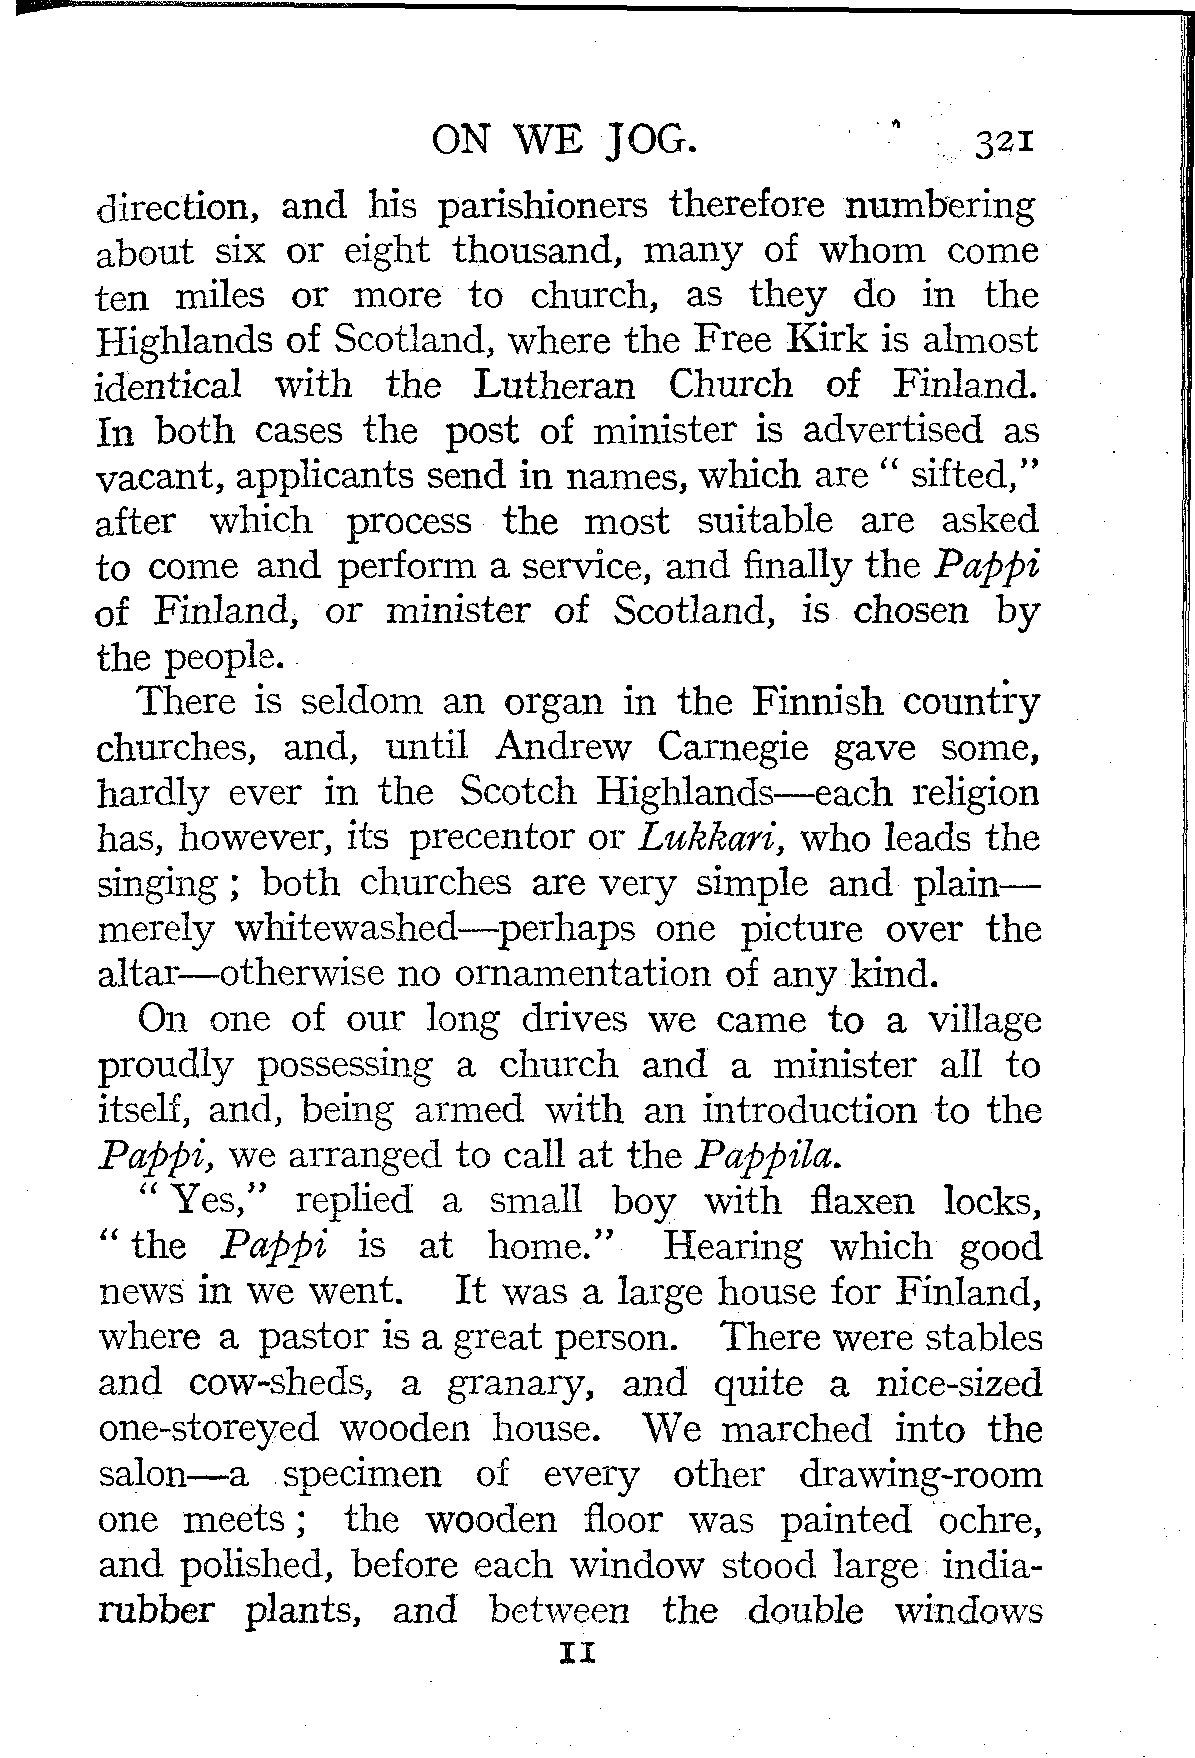 ON WE JOG. 321
direction, and his parishioners therefore numbering
about six or eight thousand, many of whom come
ten miles or more to church, as they do in the
Highlands of Scotland, where the Free Kirk is almost
identical with the Lutheran Church of Finland.
In both cases the post of minister is advertised as
vacant, applicants send in names, which are “ sifted,”
after which process the most suitable are asked
to come and perform a service, and finally the Pappi
of Finland, or minister of Scotland, is chosen by
the people.
There is seldom an organ in the Finnish country
churches, and, until Andrew Carnegie gave some,
hardly ever in the Scotch Highlands—each religion
has, however, its precentor or Lukkari, who leads the
singing ; both churches are very simple and plain—
merely whitewashed—perhaps one picture over the
altar—otherwise no ornamentation of any kind.
On one of our long drives we came to a village
proudly possessing a church and a minister all to
itself, and, being armed with an introduction to the
Pappi, we arranged to call at the Pappila.
“ Yes,” replied a small boy with flaxen locks,
“ the Pappi is at home.” Hearing which good
news in we went. It was a large house for Finland,
where a pastor is a great person. There were stables
and cow-sheds, a granary, and quite a nice-sized
one-storeyed wooden house. We marched into the
salon—a specimen of every other drawing-room
one meets ; the wooden floor was painted ochre,
and polished, before each window stood large india-
rubber plants, and between the double windows
11